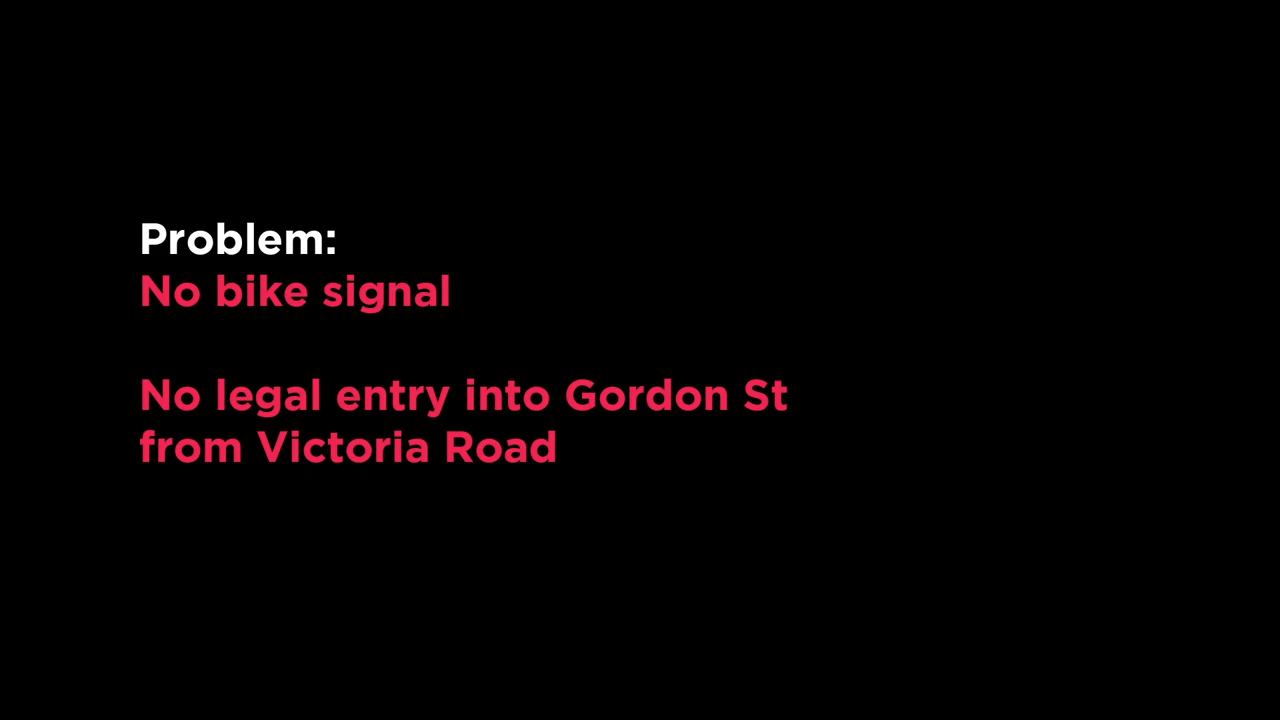 Problem:
No bike signal
No legal entry into Gordon St
from Victoria Road